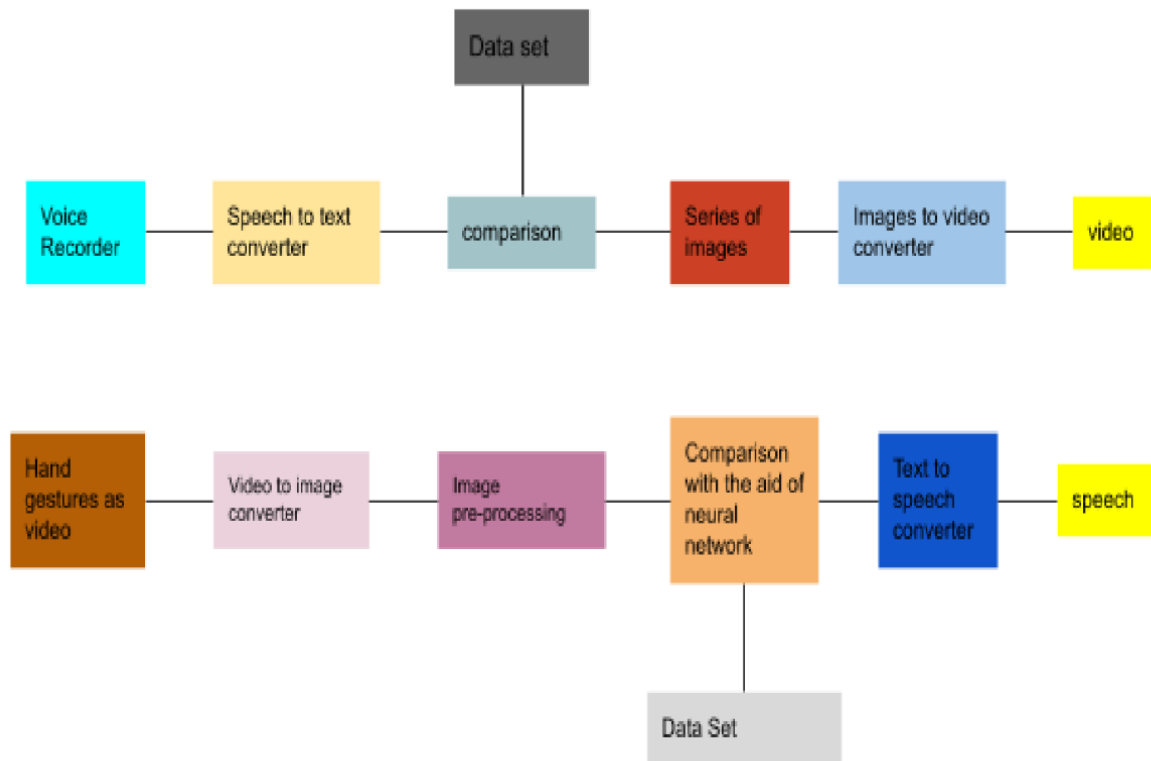 Data set
Voice
Recorder
Speech to text
converter
comparison
Series of
images
Images to video
converter
video
Hand
gestures as
video
Video to image
converter
Image
pre-processing
Comparison
with the aid of
neural
network
Text to
speech
converter
speech
Data Set